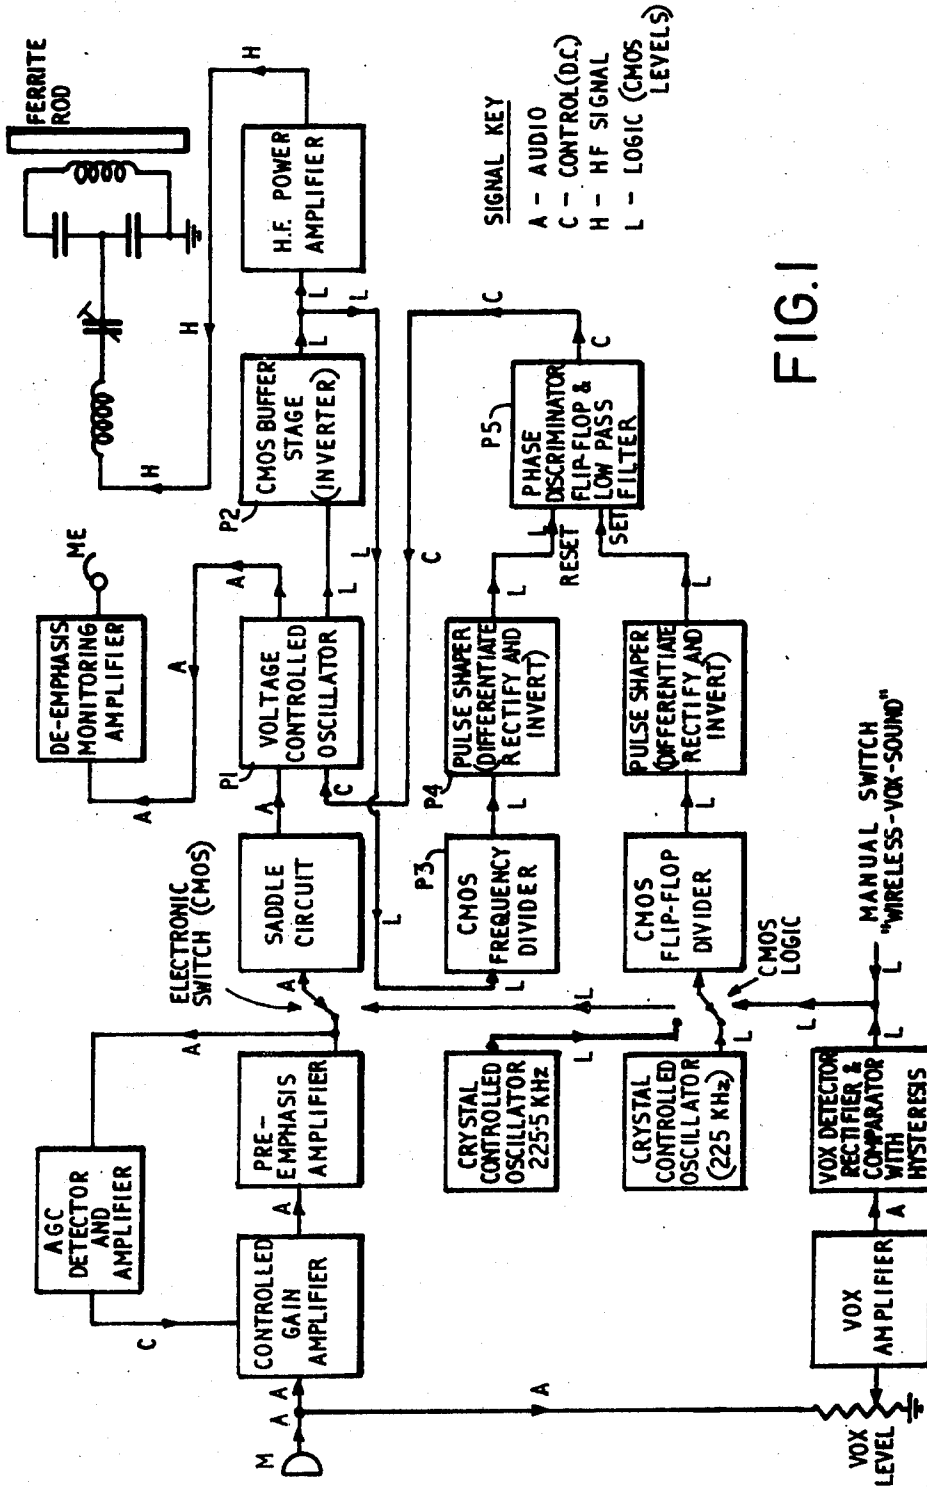 FERRITE
ROD
H
H
H
H.F. POWER
AMPLIFIER
SIGNAL KEY
A - AUDIO
C - CONTROL (D.C.)
H - HF SIGNAL
L - LOGIC (CMOS
LEVELS)
FIG.1
ME
DE-EMPHASIS
MONITORING
AMPLIFIER
A
A
A
P1
VOLTAGE
CONTROLLED
OSCILLATOR
A
C
L
P2
CMOS BUFFER
STAGE
(INVERTER)
L
L
L
L
L
C
C
C
P5
PHASE
DISCRIMINATOR
FLIP-FLOP &
LOW PASS
FILTER
L
RESET
SET
L
L
P4
PULSE SHAPER
(DIFFERENTIATE
RECTIFY AND
INVERT)
L
P3
CMOS
FREQUENCY
DIVIDER
L
PULSE SHAPER
(DIFFERENTIATE
RECTIFY AND
INVERT)
L
CMOS
FLIP-FLOP
DIVIDER
CMOS
LOGIC
MANUAL SWITCH
"WIRELESS-VOX-SOUND"
L
ELECTRONIC
SWITCH (CMOS)
SADDLE
CIRCUIT
A
A
AGC
DETECTOR
AND
AMPLIFIER
C
PRE-
EMPHASIS
AMPLIFIER
A
CONTROLLED
GAIN
AMPLIFIER
A
A
M
A
CRYSTAL
CONTROLLED
OSCILLATOR
225·5 KHz
L
L
CRYSTAL
CONTROLLED
OSCILLATOR
(225 KHz)
L
L
L
VOX DETECTOR
RECTIFIER &
COMPARATOR
WITH
HYSTERESIS
A
VOX
AMPLIFIER
VOX
LEVEL